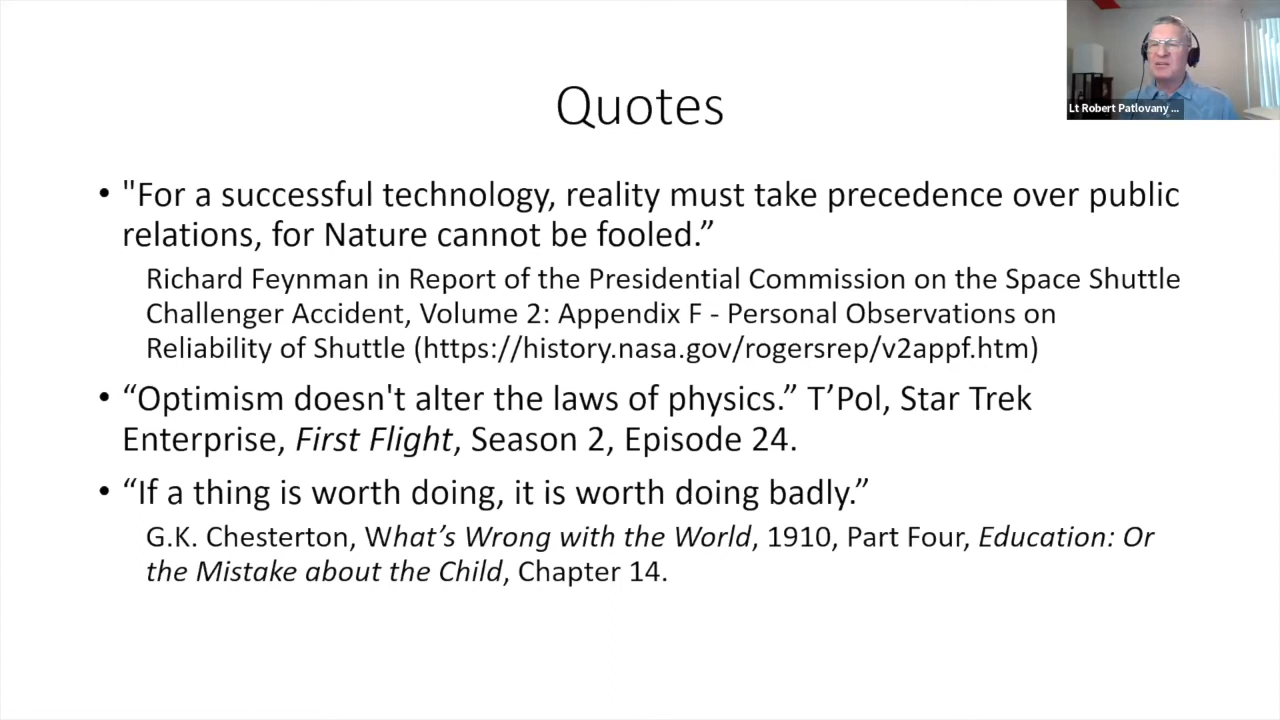 Lt Robert Patlovany ...
Quotes
• "For a successful technology, reality must take precedence over public
relations, for Nature cannot be fooled.”
Richard Feynman in Report of the Presidential Commission on the Space Shuttle
Challenger Accident, Volume 2: Appendix F - Personal Observations on
Reliability of Shuttle (https://history.nasa.gov/rogersrep/v2appf.htm)
• “Optimism doesn't alter the laws of physics.” T’Pol, Star Trek
Enterprise, First Flight, Season 2, Episode 24.
• “If a thing is worth doing, it is worth doing badly.”
G.K. Chesterton, What’s Wrong with the World, 1910, Part Four, Education: Or
the Mistake about the Child, Chapter 14.